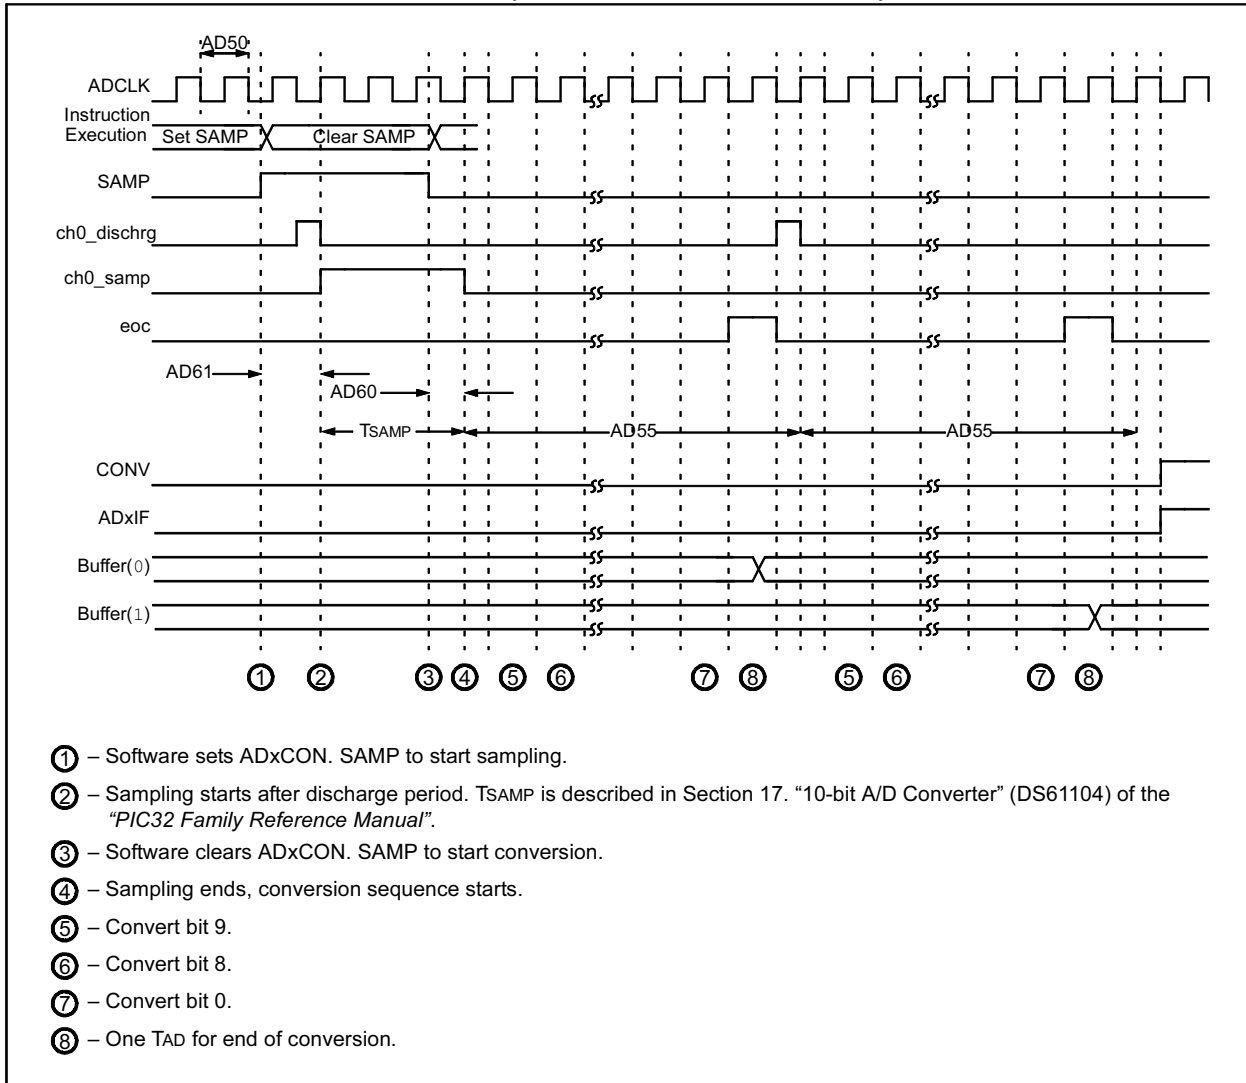 AD50
ADCLK
Instruction
Execution Set SAMP Clear SAMP
SAMP
ch0_dischrg
ch0_samp
eoc
AD61
AD60
TSAMP AD55 AD55
CONV
ADxIF
Buffer(0)
Buffer(1)
1 2 3 4 5 6 7 8 5 6 7 8
1 – Software sets ADxCON. SAMP to start sampling.
2 – Sampling starts after discharge period. TSAMP is described in Section 17. “10-bit A/D Converter” (DS61104) of the
“PIC32 Family Reference Manual”.
3 – Software clears ADxCON. SAMP to start conversion.
4 – Sampling ends, conversion sequence starts.
5 – Convert bit 9.
6 – Convert bit 8.
7 – Convert bit 0.
8 – One TAD for end of conversion.